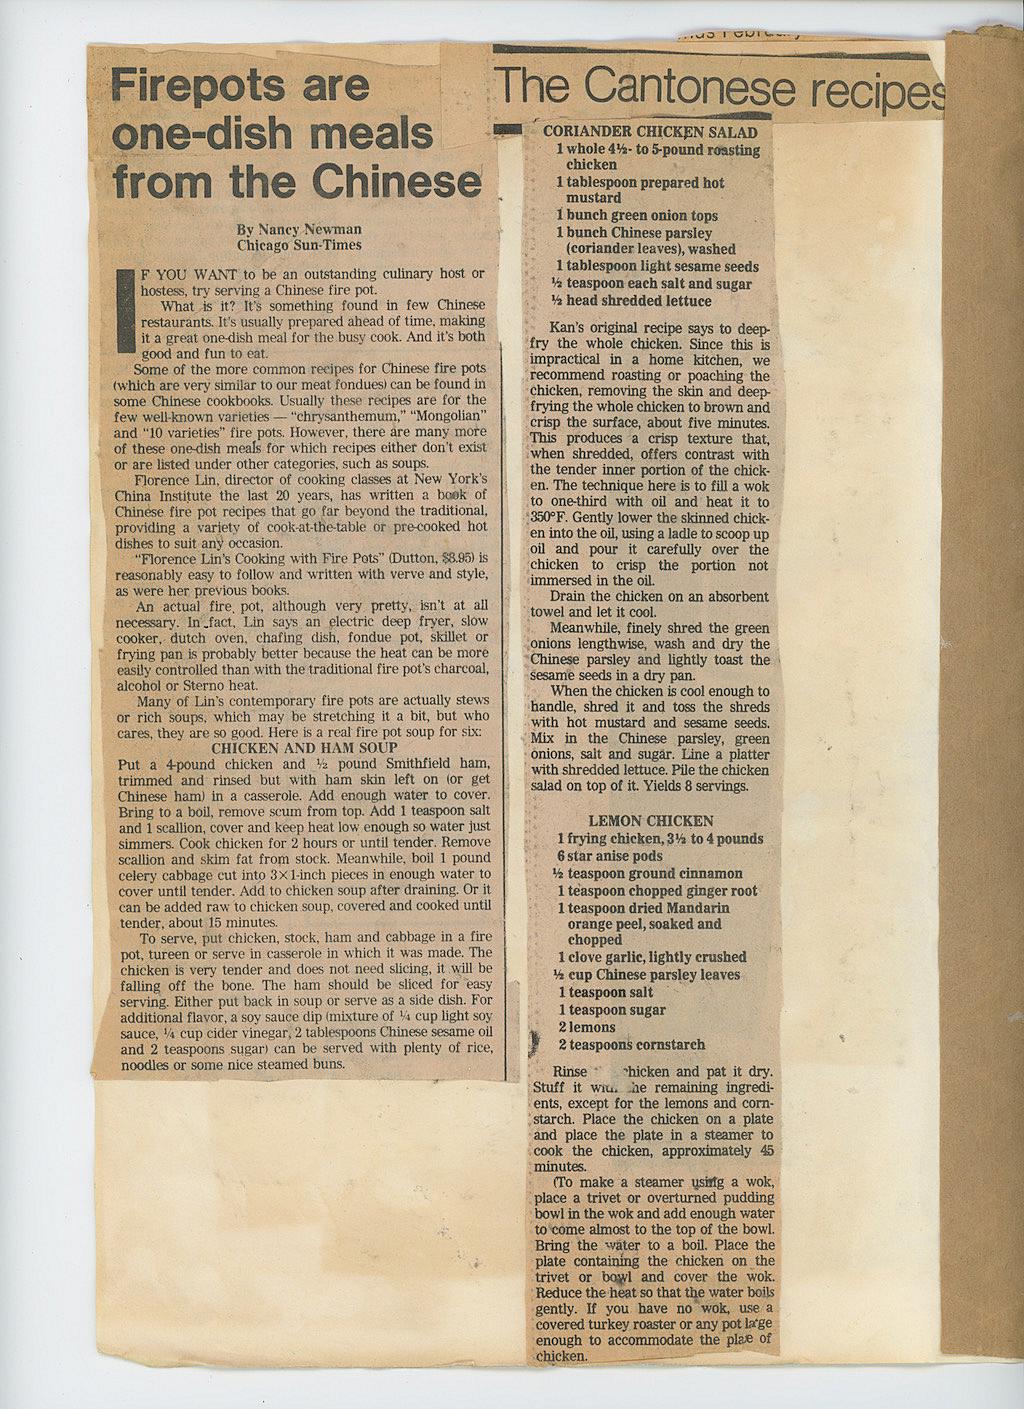 Firepots are
one-dish meals
from the Chinese
By Nancy Newman
Chicago Sun-Times
IF YOU WANT to be an outstanding culinary host or
hostess, try serving a Chinese fire pot.
What is it? It's something found in few Chinese
restaurants. It's usually prepared ahead of time, making
it a great one-dish meal for the busy cook. And it's both
good and fun to eat.
Some of the more common recipes for Chinese fire pots
(which are very similar to our meat fondues) can be found in
some Chinese cookbooks. Usually these recipes are for the
few well-known varieties — "chrysanthemum," "Mongolian"
and "10 varieties" fire pots. However, there are many more
of these one-dish meals for which recipes either don't exist
or are listed under other categories, such as soups.
Florence Lin, director of cooking classes at New York's
China Institute the last 20 years, has written a book of
Chinese fire pot recipes that go far beyond the traditional,
providing a variety of cook-at-the-table or pre-cooked hot
dishes to suit any occasion.
"Florence Lin's Cooking with Fire Pots" (Dutton, $8.95) is
reasonably easy to follow and written with verve and style,
as were her previous books.
An actual fire pot, although very pretty, isn't at all
necessary. In fact, Lin says an electric deep fryer, slow
cooker, dutch oven, chafing dish, fondue pot, skillet or
frying pan is probably better because the heat can be more
easily controlled than with the traditional fire pot's charcoal,
alcohol or Sterno heat.
Many of Lin's contemporary fire pots are actually stews
or rich soups, which may be stretching it a bit, but who
cares, they are so good. Here is a real fire pot soup for six:
CHICKEN AND HAM SOUP
Put a 4-pound chicken and ½ pound Smithfield ham,
trimmed and rinsed but with ham skin left on (or get
Chinese ham) in a casserole. Add enough water to cover.
Bring to a boil, remove scum from top. Add 1 teaspoon salt
and 1 scallion, cover and keep heat low enough so water just
simmers. Cook chicken for 2 hours or until tender. Remove
scallion and skim fat from stock. Meanwhile, boil 1 pound
celery cabbage cut into 3×1-inch pieces in enough water to
cover until tender. Add to chicken soup after draining. Or it
can be added raw to chicken soup, covered and cooked until
tender, about 15 minutes.
To serve, put chicken, stock, ham and cabbage in a fire
pot, tureen or serve in casserole in which it was made. The
chicken is very tender and does not need slicing, it will be
falling off the bone. The ham should be sliced for easy
serving. Either put back in soup or serve as a side dish. For
additional flavor, a soy sauce dip (mixture of ¼ cup light soy
sauce, ¼ cup cider vinegar, 2 tablespoons Chinese sesame oil
and 2 teaspoons sugar) can be served with plenty of rice,
noodles or some nice steamed buns.
The Cantonese recipes
CORIANDER CHICKEN SALAD
1 whole 4½- to 5-pound roasting
chicken
1 tablespoon prepared hot
mustard
1 bunch green onion tops
1 bunch Chinese parsley
(coriander leaves), washed
1 tablespoon light sesame seeds
½ teaspoon each salt and sugar
½ head shredded lettuce
Kan's original recipe says to deep-
fry the whole chicken. Since this is
impractical in a home kitchen, we
recommend roasting or poaching the
chicken, removing the skin and deep-
frying the whole chicken to brown and
crisp the surface, about five minutes.
This produces a crisp texture that,
when shredded, offers contrast with
the tender inner portion of the chick-
en. The technique here is to fill a wok
to one-third with oil and heat it to
350°F. Gently lower the skinned chick-
en into the oil, using a ladle to scoop up
oil and pour it carefully over the
chicken to crisp the portion not
immersed in the oil.
Drain the chicken on an absorbent
towel and let it cool.
Meanwhile, finely shred the green
onions lengthwise, wash and dry the
Chinese parsley and lightly toast the
sesame seeds in a dry pan.
When the chicken is cool enough to
handle, shred it and toss the shreds
with hot mustard and sesame seeds.
Mix in the Chinese parsley, green
onions, salt and sugar. Line a platter
with shredded lettuce. Pile the chicken
salad on top of it. Yields 8 servings.
LEMON CHICKEN
1 frying chicken, 3½ to 4 pounds
6 star anise pods
½ teaspoon ground cinnamon
1 teaspoon chopped ginger root
1 teaspoon dried Mandarin
orange peel, soaked and
chopped
1 clove garlic, lightly crushed
½ cup Chinese parsley leaves
1 teaspoon salt
1 teaspoon sugar
2 lemons
2 teaspoons cornstarch
Rinse chicken and pat it dry.
Stuff it with the remaining ingredi-
ents, except for the lemons and corn-
starch. Place the chicken on a plate
and place the plate in a steamer to
cook the chicken, approximately 45
minutes.
(To make a steamer using a wok,
place a trivet or overturned pudding
bowl in the wok and add enough water
to come almost to the top of the bowl.
Bring the water to a boil. Place the
plate containing the chicken on the
trivet or bowl and cover the wok.
Reduce the heat so that the water boils
gently. If you have no wok, use a
covered turkey roaster or any pot large
enough to accommodate the plate of
chicken.